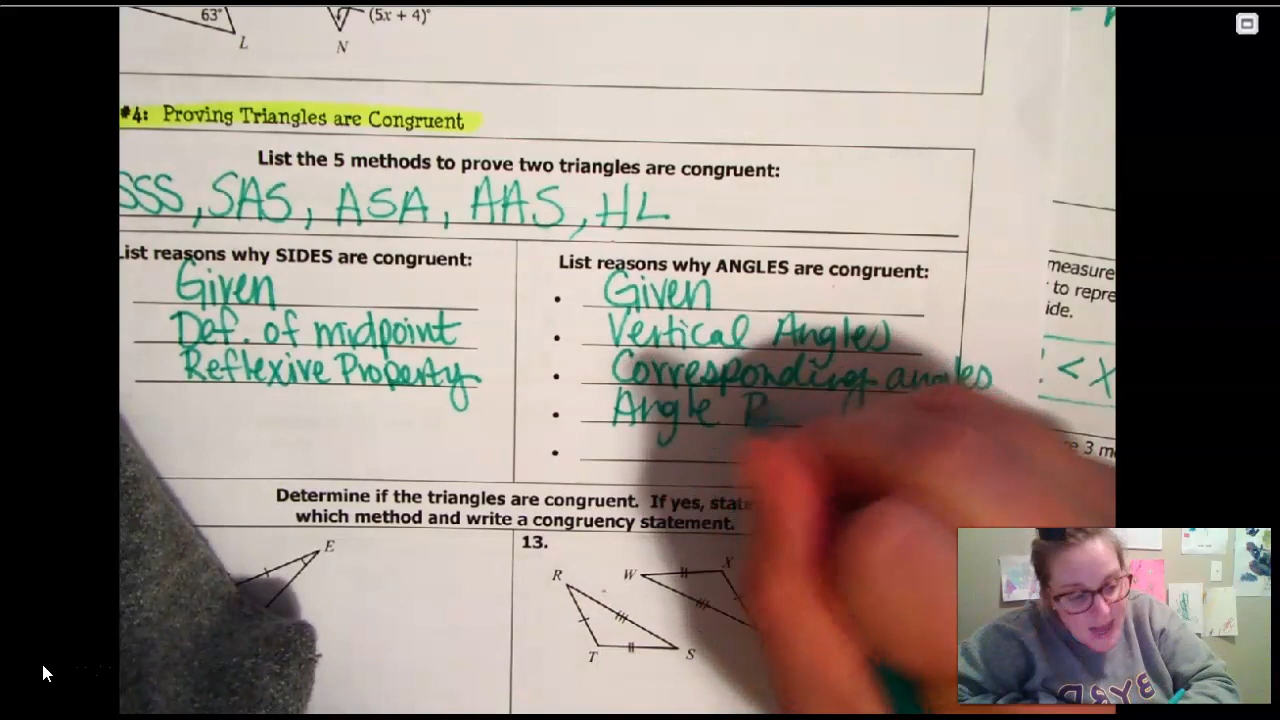 63°
L
(5x + 4)°
N
#4: Proving Triangles are Congruent
List the 5 methods to prove two triangles are congruent:
SSS, SAS, ASA, AAS, HL
List reasons why SIDES are congruent:
Given
Def. of midpoint
Reflexive Property
List reasons why ANGLES are congruent:
• Given
• Vertical Angles
• Corresponding angles
• Angle
•
measure
to repre
ide.
< X
3 m
Determine if the triangles are congruent. If yes, state
which method and write a congruency statement.
E
13.
R
W
X
T
S